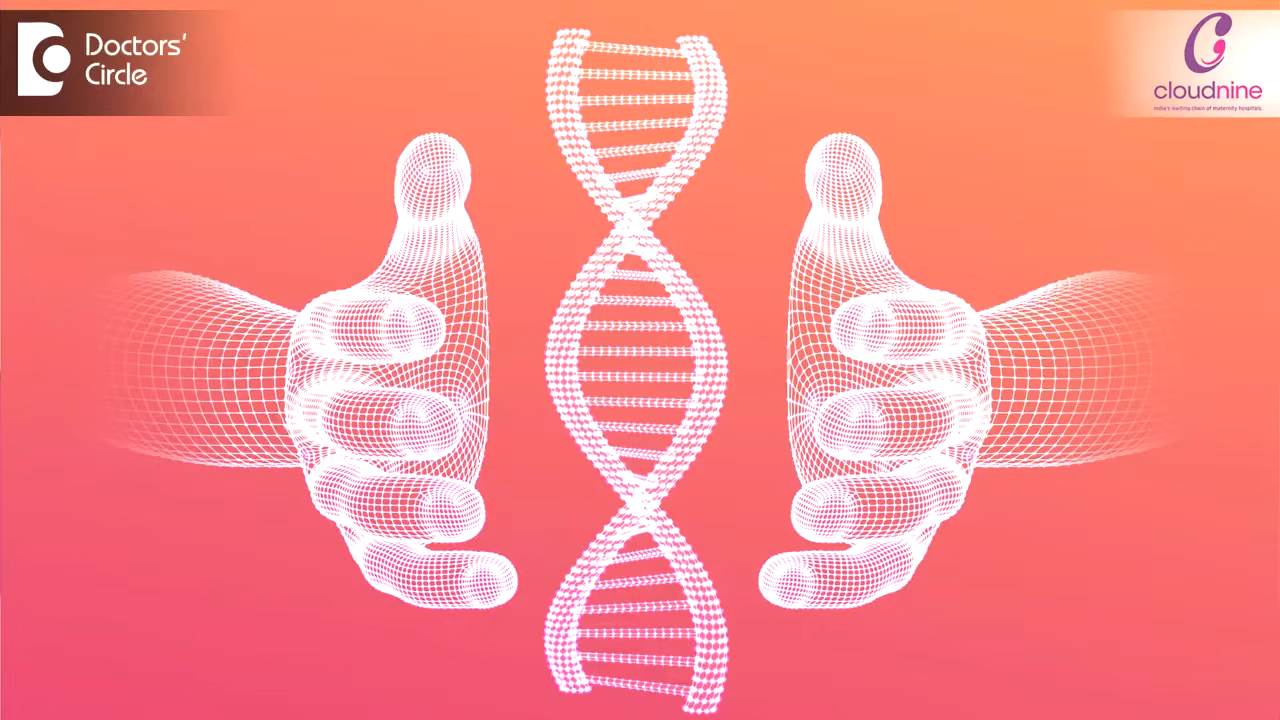 Doctors'
Circle
cloudnine
India's leading chain of maternity hospitals.